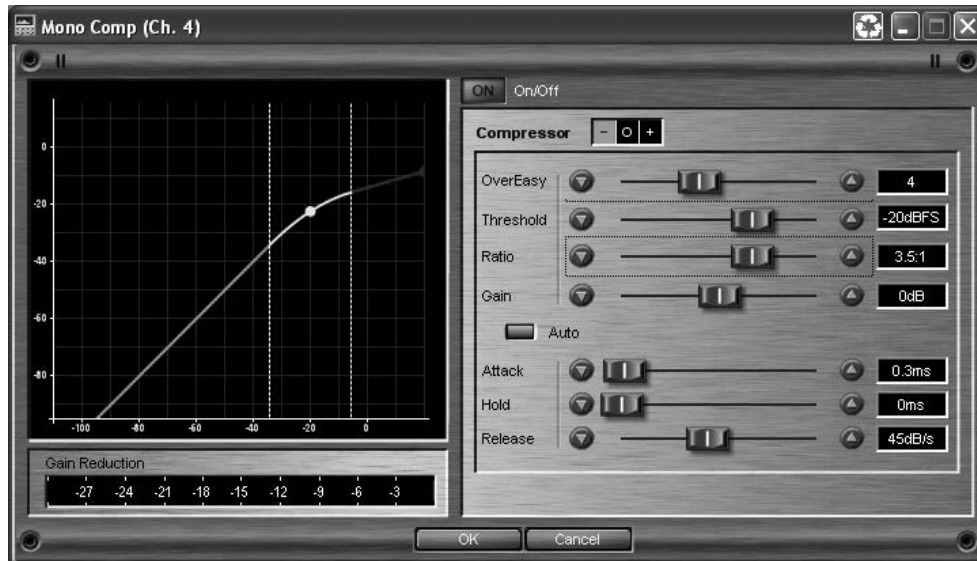 Mono Comp (Ch. 4)
ON On/Off
Compressor - O +
OverEasy 4
Threshold -20dBFS
Ratio 3.5:1
Gain 0dB
Auto
Attack 0.3ms
Hold 0ms
Release 45dB/s
0
-20
-40
-60
-80
-100 -80 -60 -40 -20 0
Gain Reduction
-27 -24 -21 -18 -15 -12 -9 -6 -3
OK Cancel